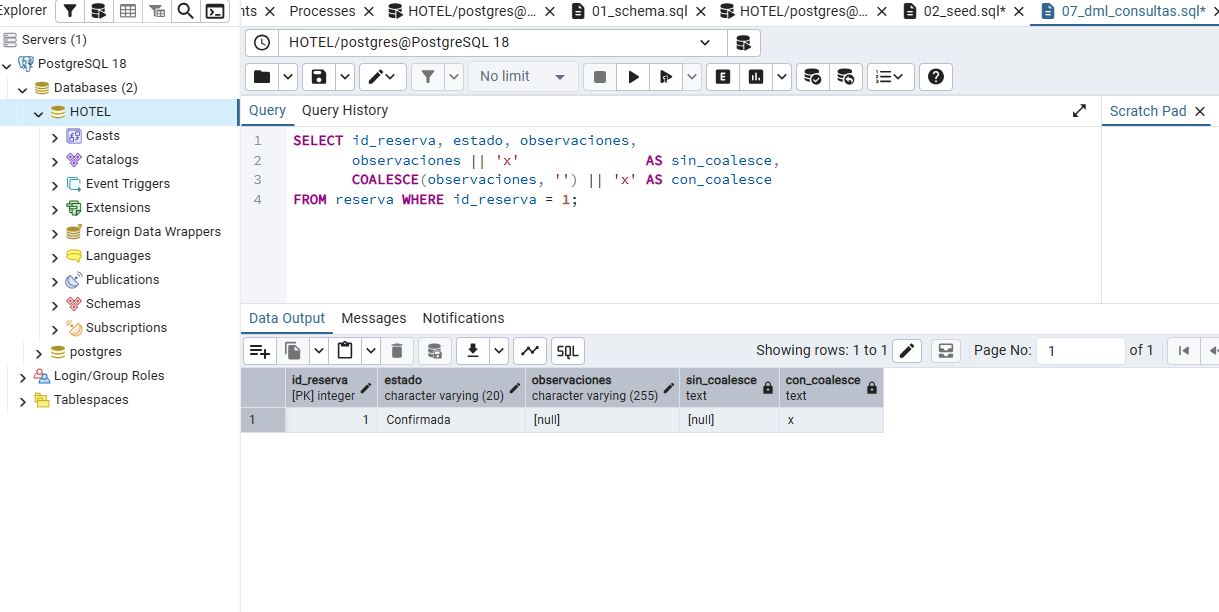 Explorer
nts
Processes
HOTEL/postgres@...
01_schema.sql
HOTEL/postgres@...
02_seed.sql*
07_dml_consultas.sql*
Servers (1)
PostgreSQL 18
Databases (2)
HOTEL
Casts
Catalogs
Event Triggers
Extensions
Foreign Data Wrappers
Languages
Publications
Schemas
Subscriptions
postgres
Login/Group Roles
Tablespaces
HOTEL/postgres@PostgreSQL 18
No limit
E
Query Query History
Scratch Pad
1 SELECT id_reserva, estado, observaciones,
2 observaciones || 'x' AS sin_coalesce,
3 COALESCE(observaciones, '') || 'x' AS con_coalesce
4 FROM reserva WHERE id_reserva = 1;
Data Output Messages Notifications
SQL
Showing rows: 1 to 1
Page No: 1 of 1
id_reserva estado observaciones sin_coalesce con_coalesce
[PK] integer character varying (20) character varying (255) text text
1 1 Confirmada [null] [null] x